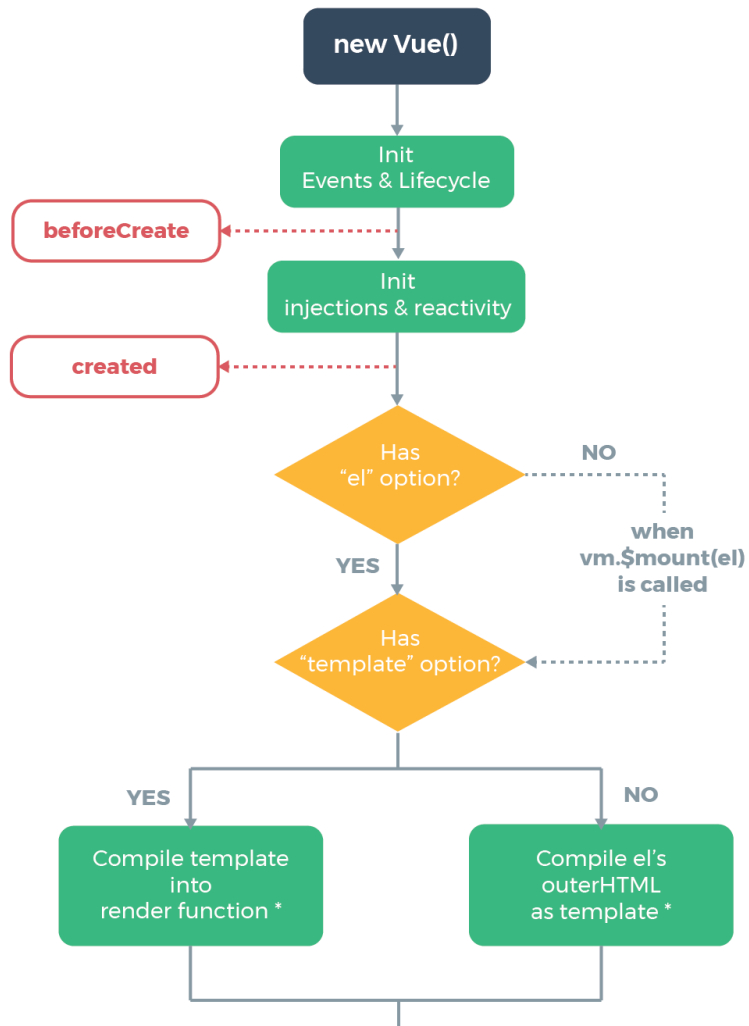 new Vue()
Init
Events & Lifecycle
beforeCreate
Init
injections & reactivity
created
Has
“el” option?
NO
when
vm.$mount(el)
is called
YES
Has
“template” option?
YES
NO
Compile template
into
render function *
Compile el’s
outerHTML
as template *